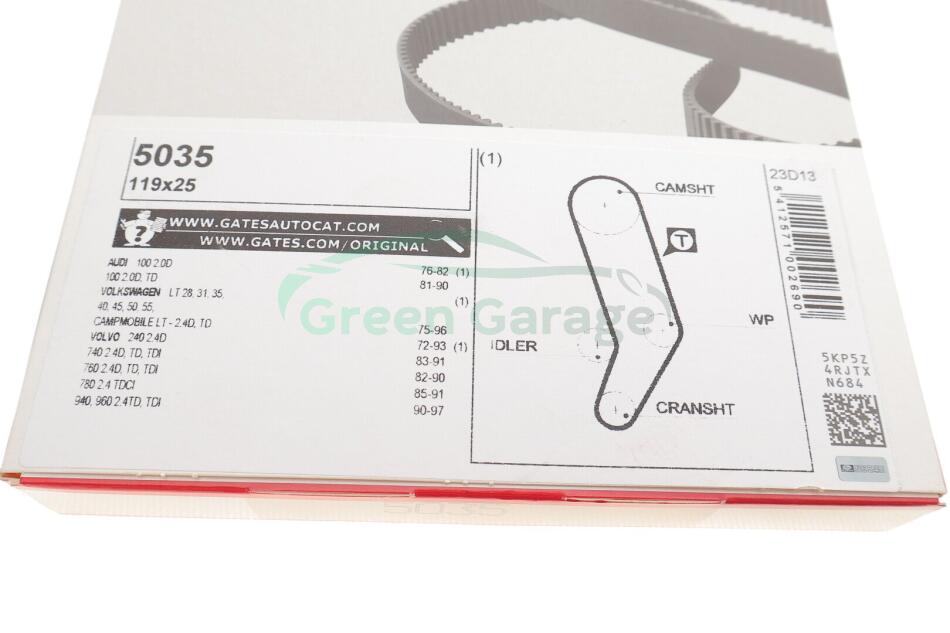 5035
119x25
WWW.GATESAUTOCAT.COM
WWW.GATES.COM/ORIGINAL
AUDI 100 2.0D 76-82 (1)
100 2.0D, TD 81-90
VOLKSWAGEN LT 28, 31, 35, (1)
40, 45, 50, 55,
CAMPMOBILE LT - 2.4D, TD 75-96
VOLVO 240 2.4D 72-93 (1)
740 2.4D, TD, TDI 83-91
760 2.4D, TD, TDI 82-90
780 2.4 TDCI 85-91
940, 960 2.4TD, TDI 90-97
(1)
CAMSHT
T
WP
IDLER
CRANSHT
23D13
5412571002690
5KP5Z
4RJTX
N684
Green Garage
5035